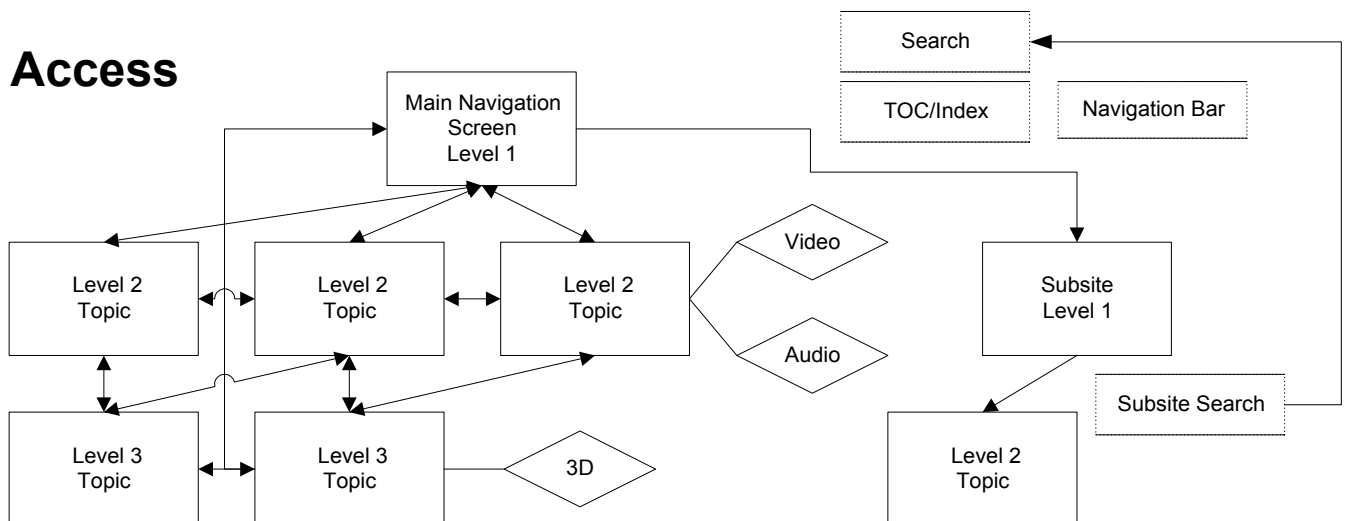 Access
Search
TOC/Index
Navigation Bar
Main Navigation
Screen
Level 1
Level 2
Topic
Level 2
Topic
Level 2
Topic
Video
Audio
Subsite
Level 1
Subsite Search
Level 3
Topic
Level 3
Topic
3D
Level 2
Topic